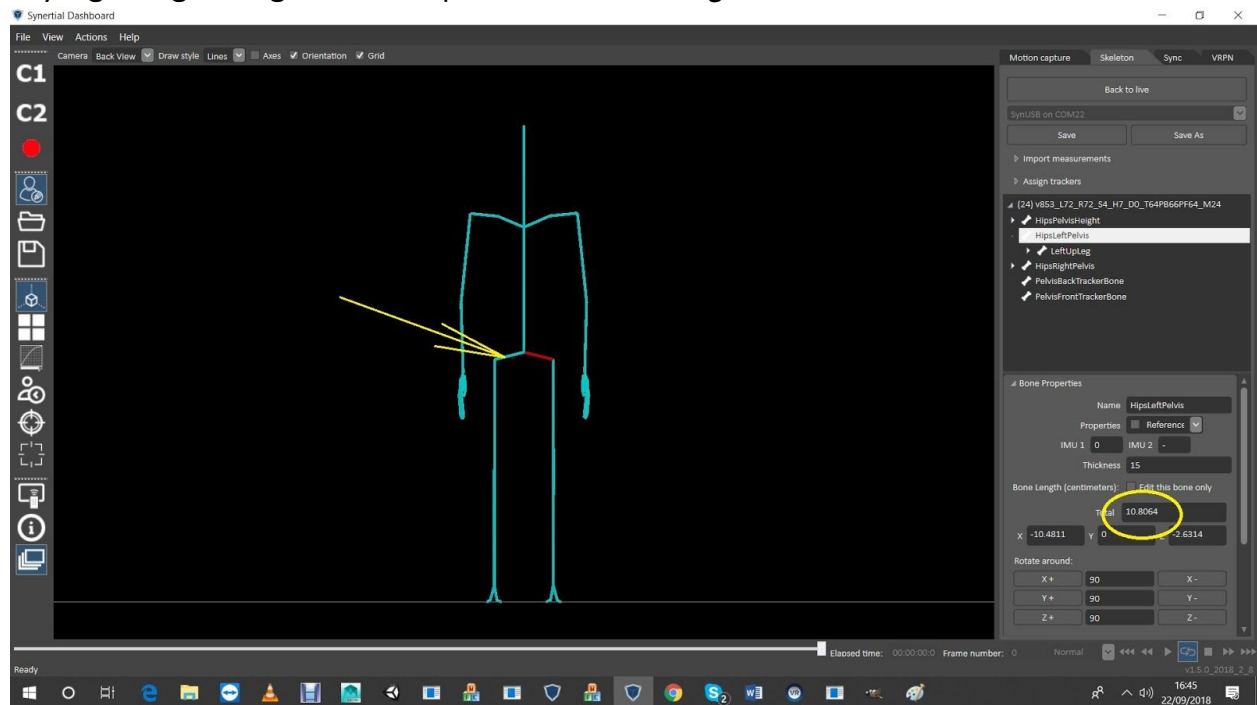 Synertial Dashboard
File View Actions Help
Camera Back View Draw style Lines Axes Orientation Grid
Motion capture Skeleton Sync VRPN
C1
C2
Back to live
SynUSB on COM22
Save Save As
Import measurements
Assign trackers
(24) v853_L72_R72_S4_H7_D0_T64PB66PF64_M24
HipsPelvisHeight
HipsLeftPelvis
LeftUpLeg
HipsRightPelvis
PelvisBackTrackerBone
PelvisFrontTrackerBone
Bone Properties
Name HipsLeftPelvis
Properties Reference
IMU 1 0 IMU 2 -
Thickness 15
Bone Length (centimeters): Edit this bone only
Total 10.8064
X -10.4811 Y 0 Z -2.6314
Rotate around:
X + 90 X -
Y + 90 Y -
Z + 90 Z -
Elapsed time: 00:00:00:0 Frame number: 0 Normal
Ready
v1.5.0_2018_2_8
16:45
22/09/2018